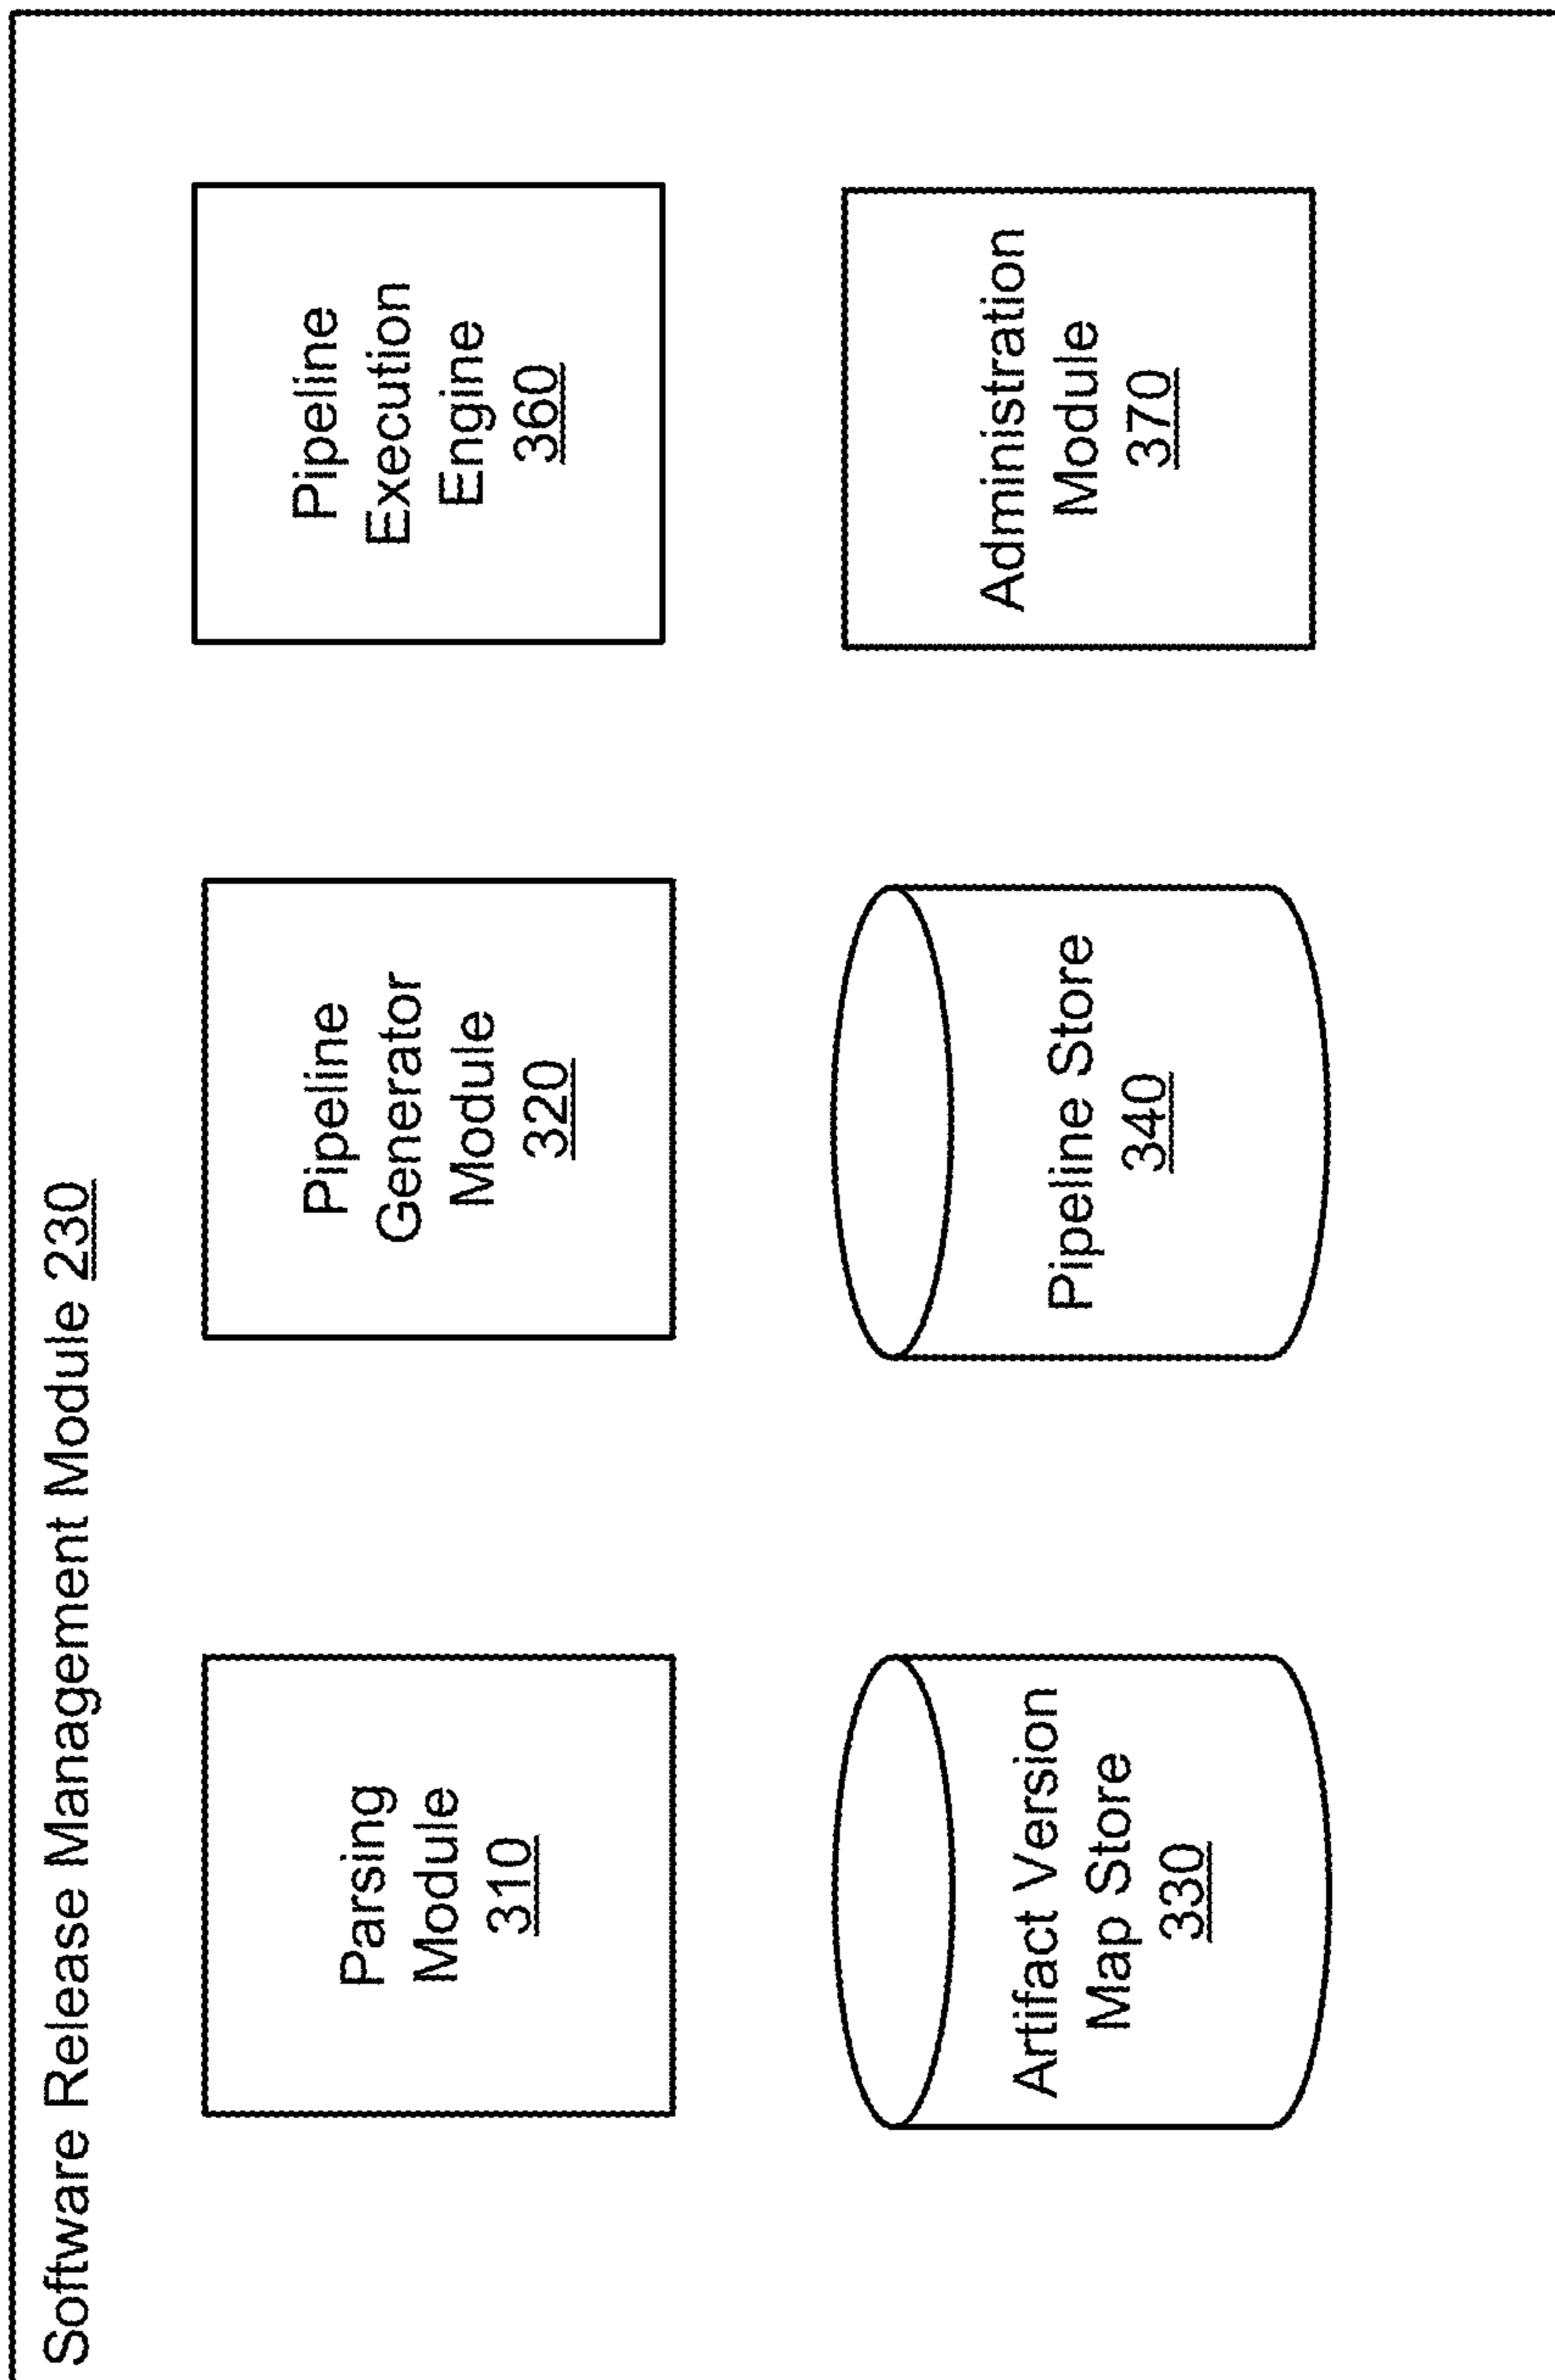 Software Release Management Module 230
Parsing
Module
310
Pipeline
Generator
Module
320
Pipeline
Execution
Engine
360
Artifact Version
Map Store
330
Pipeline Store
340
Administration
Module
370